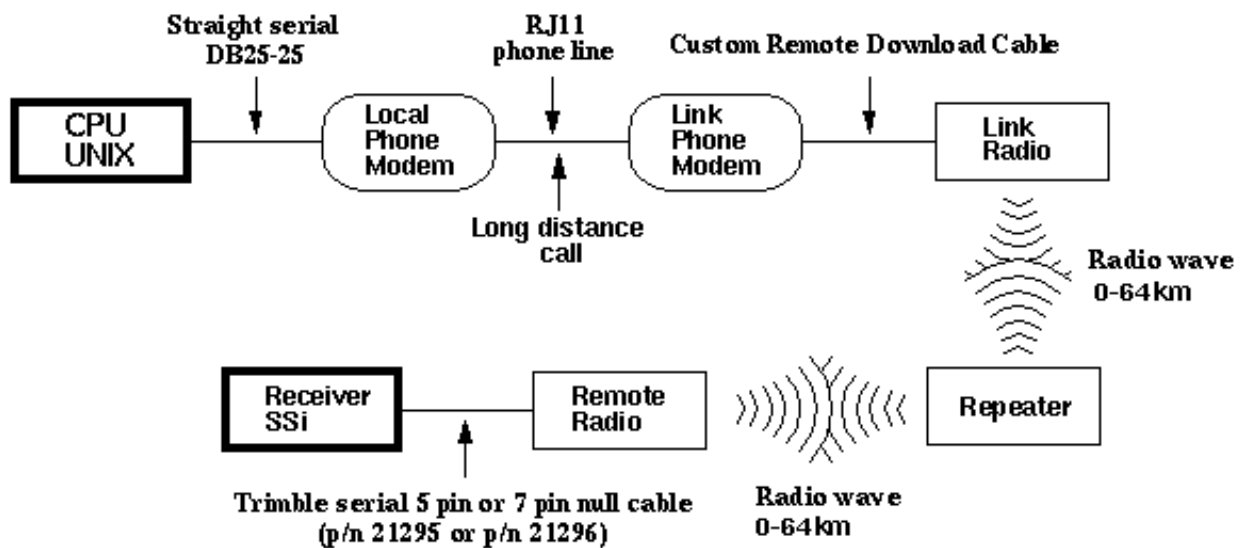 Straight serial
DB25-25
RJ11
phone line
Custom Remote Download Cable
CPU
UNIX
Local
Phone
Modem
Link
Phone
Modem
Link
Radio
Long distance
call
Radio wave
0-64km
Receiver
SSi
Remote
Radio
Repeater
Trimble serial 5 pin or 7 pin null cable
(p/n 21295 or p/n 21296)
Radio wave
0-64km